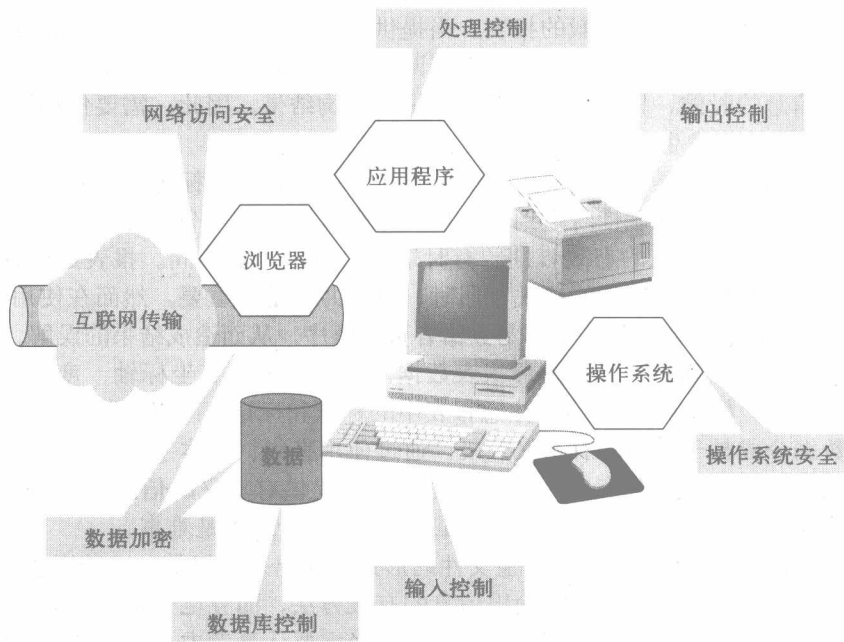 处理控制
网络访问安全
输出控制
应用程序
浏览器
互联网传输
操作系统
数据
操作系统安全
数据加密
输入控制
数据库控制